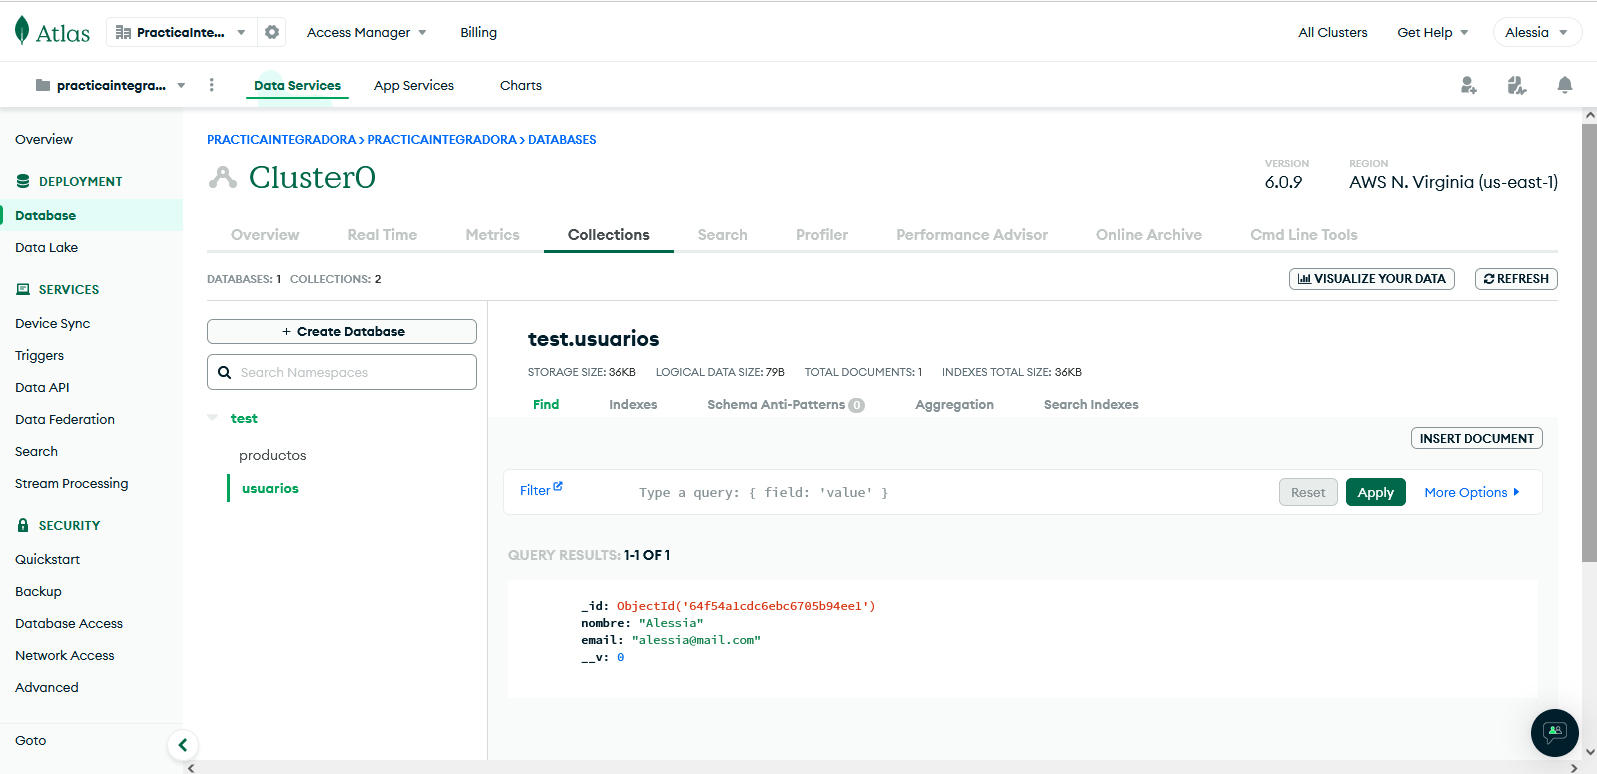 Atlas
PracticaInte...
Access Manager
Billing
All Clusters
Get Help
Alessia
practicaintegra...
Data Services
App Services
Charts
Overview
DEPLOYMENT
Database
Data Lake
SERVICES
Device Sync
Triggers
Data API
Data Federation
Search
Stream Processing
SECURITY
Quickstart
Backup
Database Access
Network Access
Advanced
Goto
PRACTICAINTEGRADORA > PRACTICAINTEGRADORA > DATABASES
Cluster0
VERSION
6.0.9
REGION
AWS N. Virginia (us-east-1)
Overview
Real Time
Metrics
Collections
Search
Profiler
Performance Advisor
Online Archive
Cmd Line Tools
DATABASES: 1 COLLECTIONS: 2
VISUALIZE YOUR DATA
REFRESH
+ Create Database
Search Namespaces
test
productos
usuarios
test.usuarios
STORAGE SIZE: 36KB LOGICAL DATA SIZE: 79B TOTAL DOCUMENTS: 1 INDEXES TOTAL SIZE: 36KB
Find
Indexes
Schema Anti-Patterns 0
Aggregation
Search Indexes
INSERT DOCUMENT
Filter
Type a query: { field: 'value' }
Reset
Apply
More Options
QUERY RESULTS: 1-1 OF 1
_id: ObjectId('64f54a1cdc6ebc6705b94ee1')
nombre: "Alessia"
email: "alessia@mail.com"
__v: 0